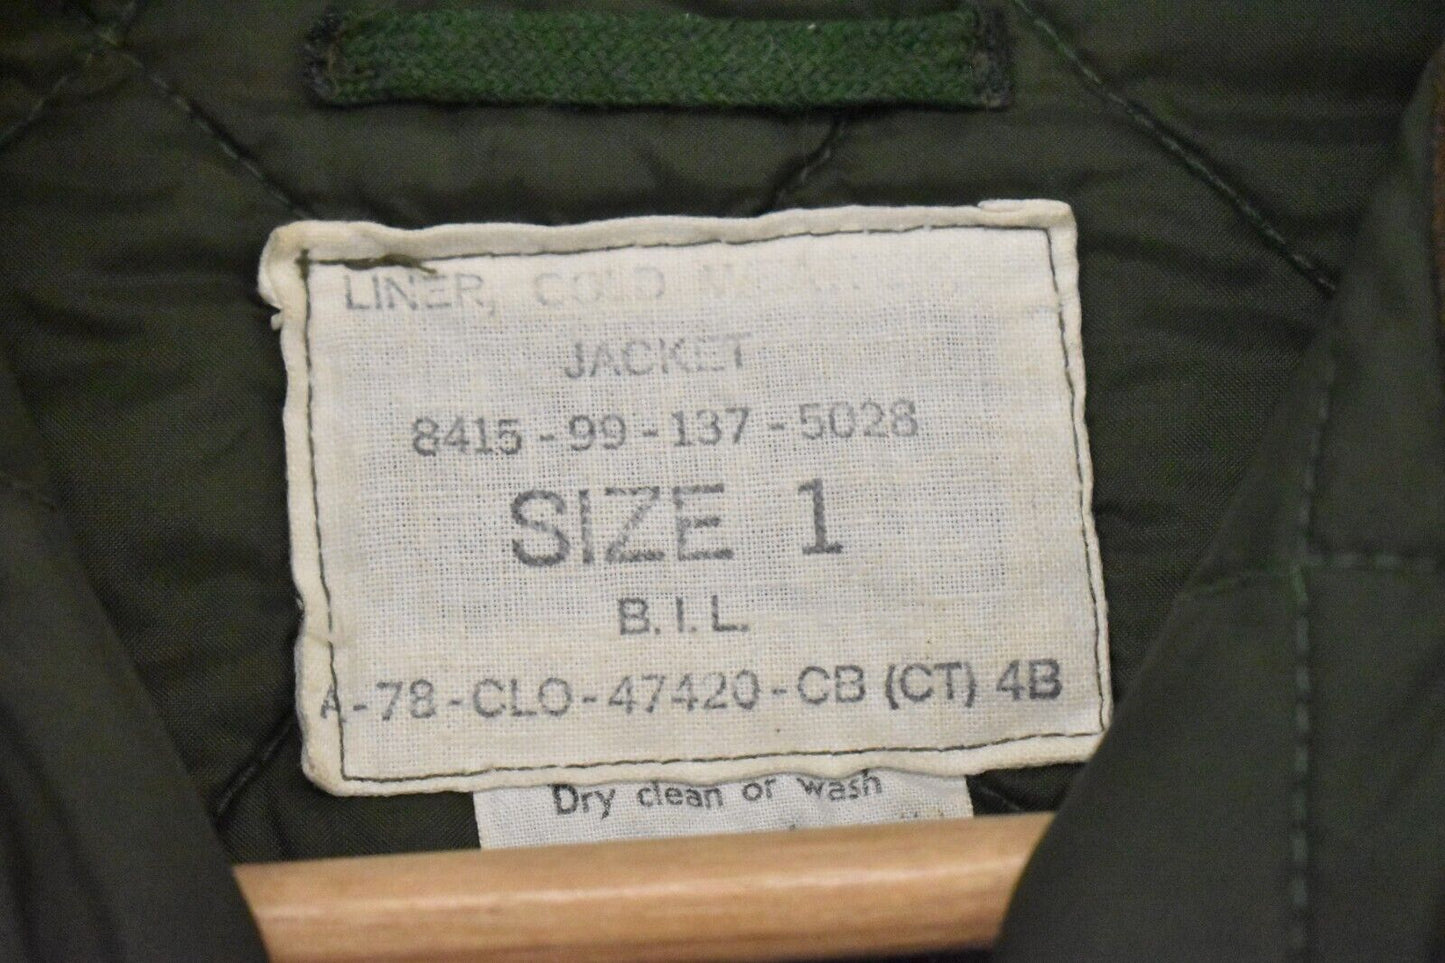 LINER, COLD WEATHER,
JACKET
8415-99-137-5028
SIZE 1
B.I.L.
A-78-CLO-47420-CB (CT) 4B
Dry clean or wash